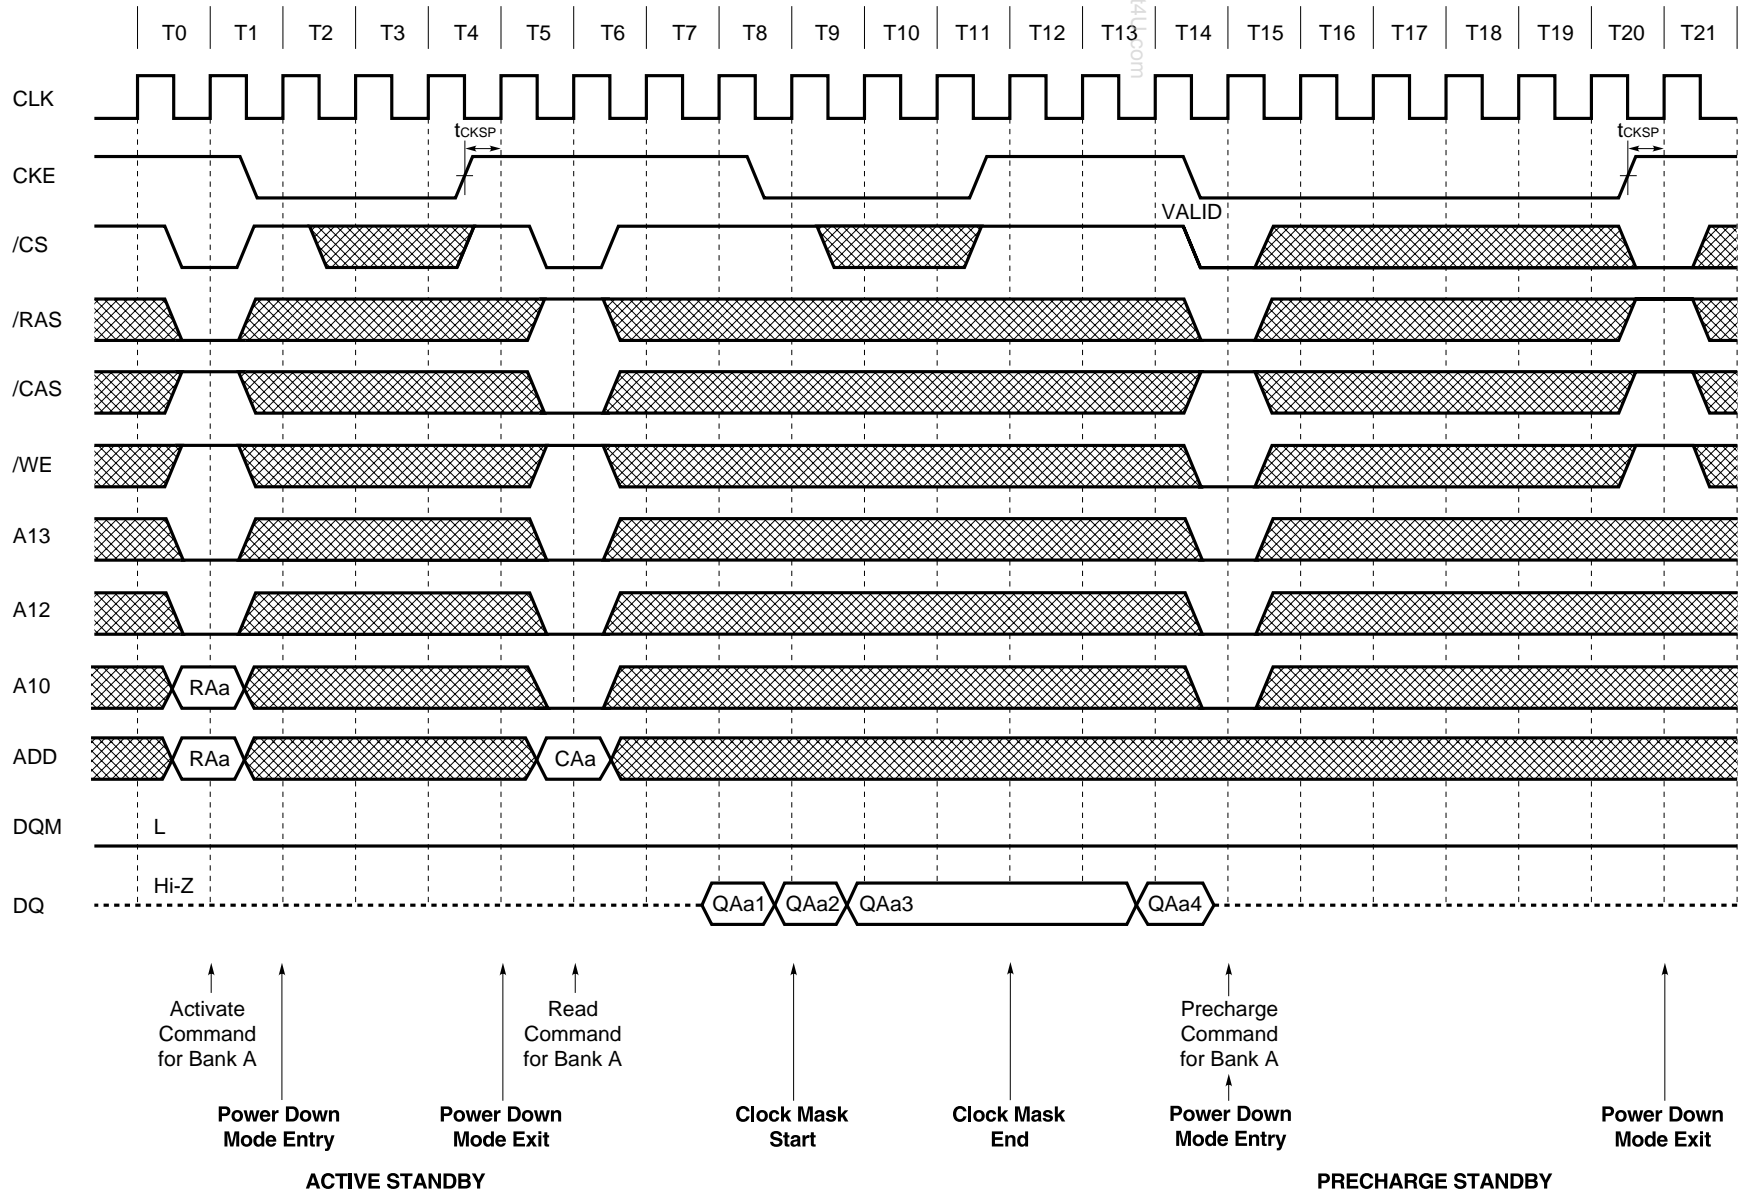 T0 T1 T2 T3 T4 T5 T6 T7 T8 T9 T10 T11 T12 T13 T14 T15 T16 T17 T18 T19 T20 T21
CLK
tCKSP tCKSP
CKE
VALID
/CS
/RAS
/CAS
/WE
A13
A12
A10 RAa
ADD RAa CAa
DQM L
Hi-Z
DQ QAa1 QAa2 QAa3 QAa4
Activate
Command
for Bank A
Read
Command
for Bank A
Precharge
Command
for Bank A
Power Down
Mode Entry
Power Down
Mode Exit
Clock Mask
Start
Clock Mask
End
Power Down
Mode Entry
Power Down
Mode Exit
ACTIVE STANDBY
PRECHARGE STANDBY